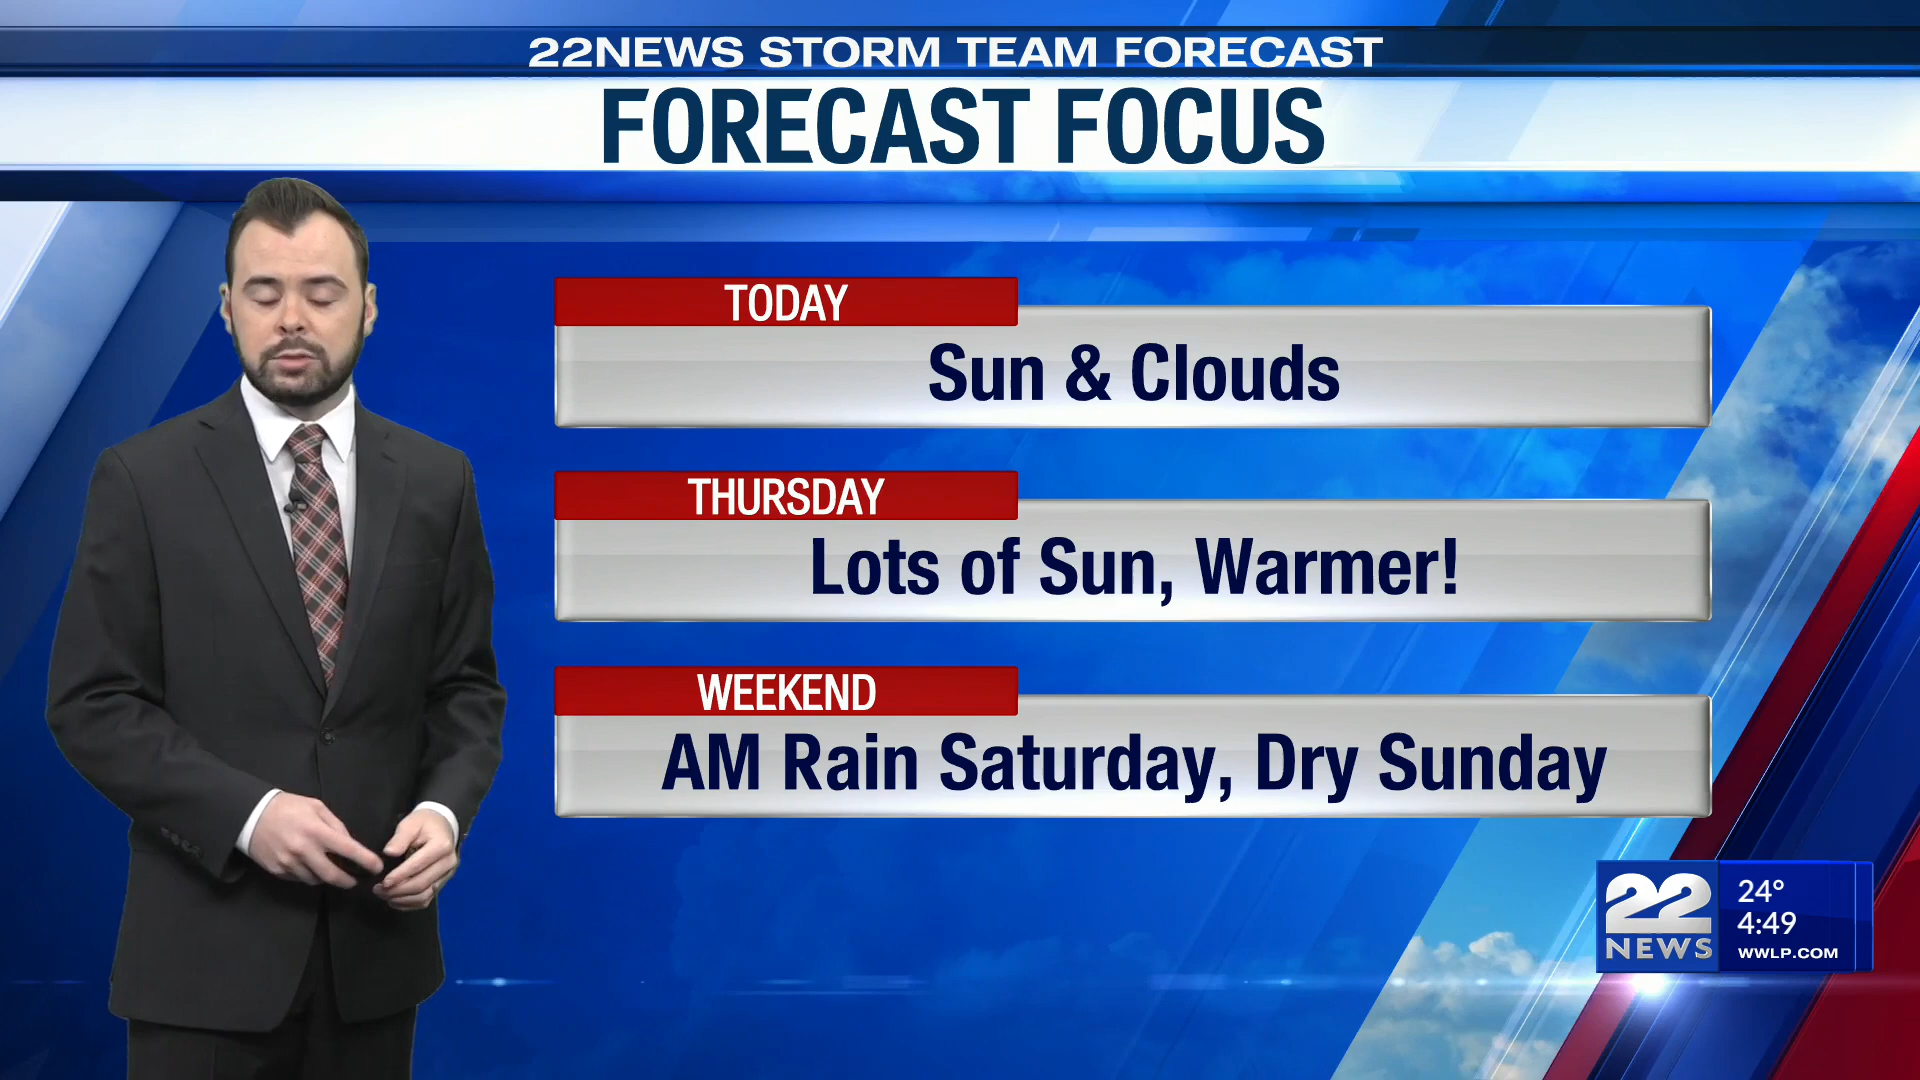 22NEWS STORM TEAM FORECAST
FORECAST FOCUS
TODAY
Sun & Clouds
THURSDAY
Lots of Sun, Warmer!
WEEKEND
AM Rain Saturday, Dry Sunday
22
NEWS
24°
4:49
WWLP.COM